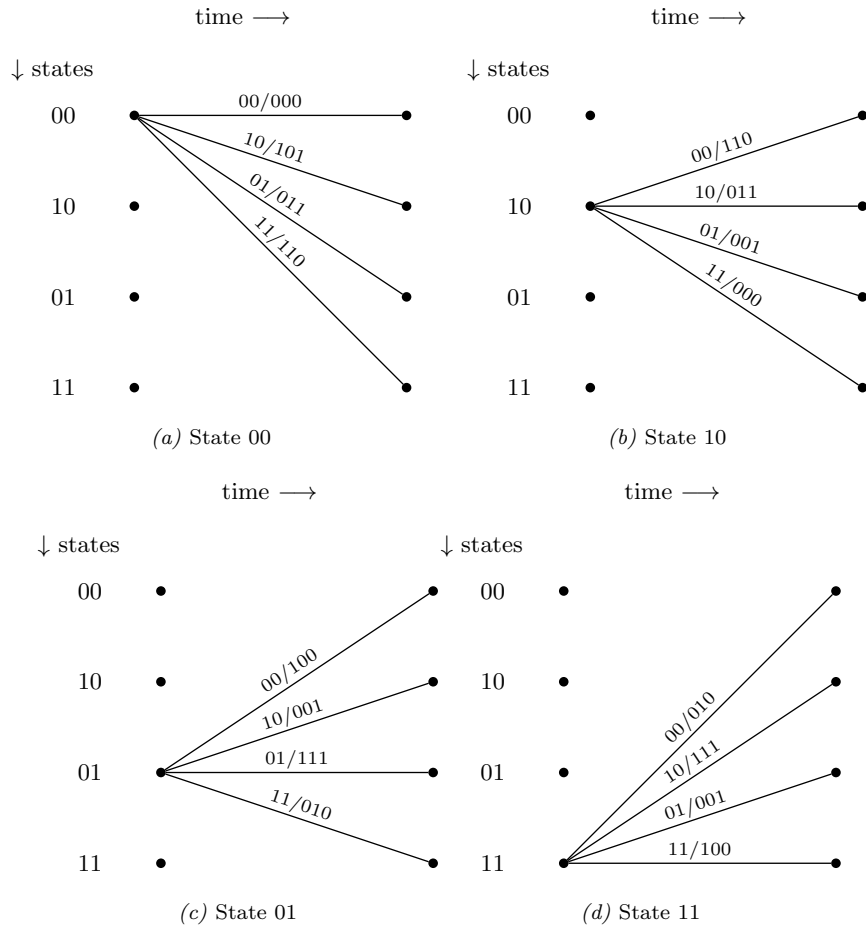 time ⟶
↓ states
00
10
01
11
00/000
10/101
01/011
11/110
(a) State 00
time ⟶
↓ states
00
10
01
11
00/110
10/011
01/001
11/000
(b) State 10
time ⟶
↓ states
00
10
01
11
00/100
10/001
01/111
11/010
(c) State 01
time ⟶
↓ states
00
10
01
11
00/010
10/111
01/001
11/100
(d) State 11